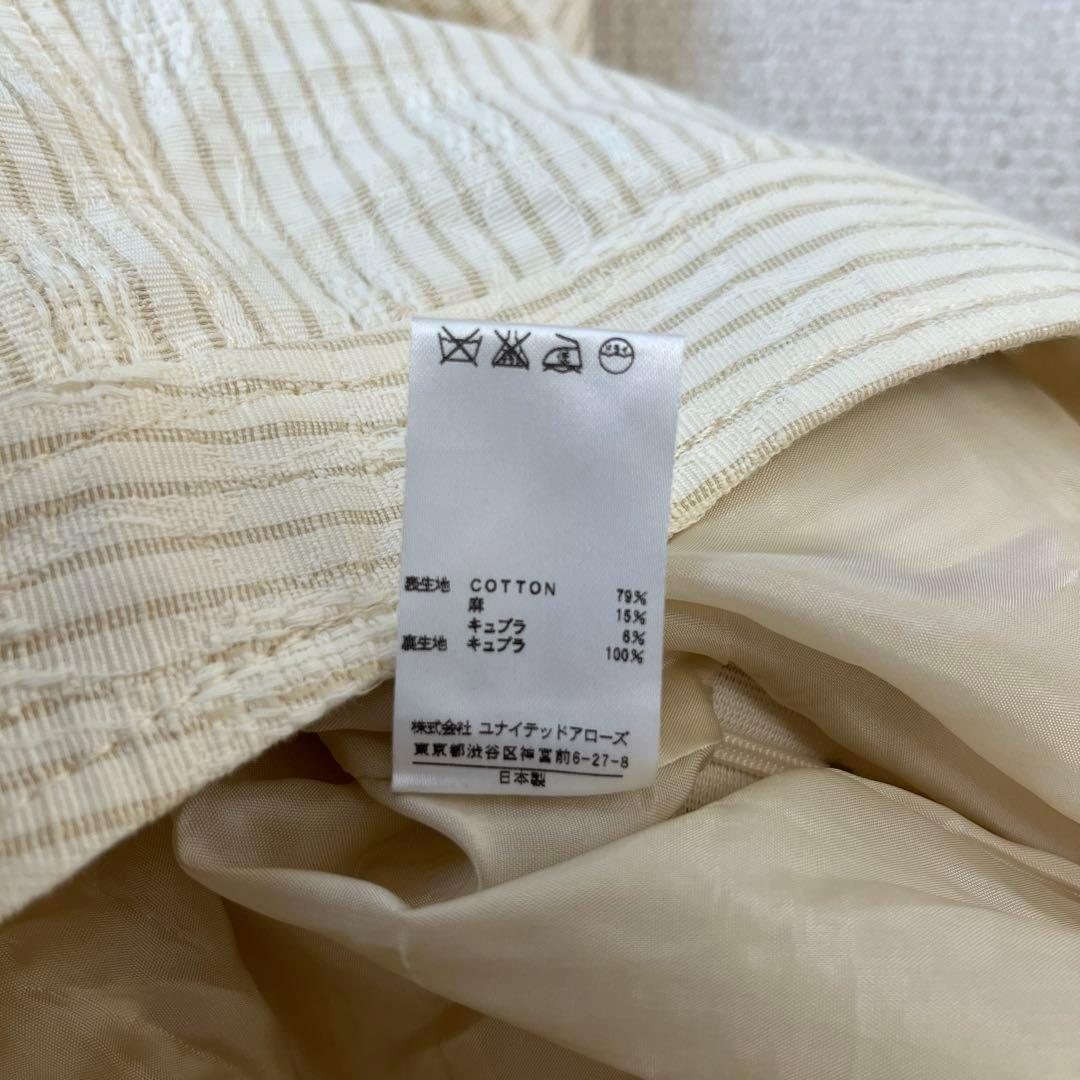 表生地 COTTON 79%
麻 15%
キュプラ 6%
裏生地 キュプラ 100%
株式会社 ユナイテッドアローズ
東京都渋谷区神宮前6-27-8
日本製